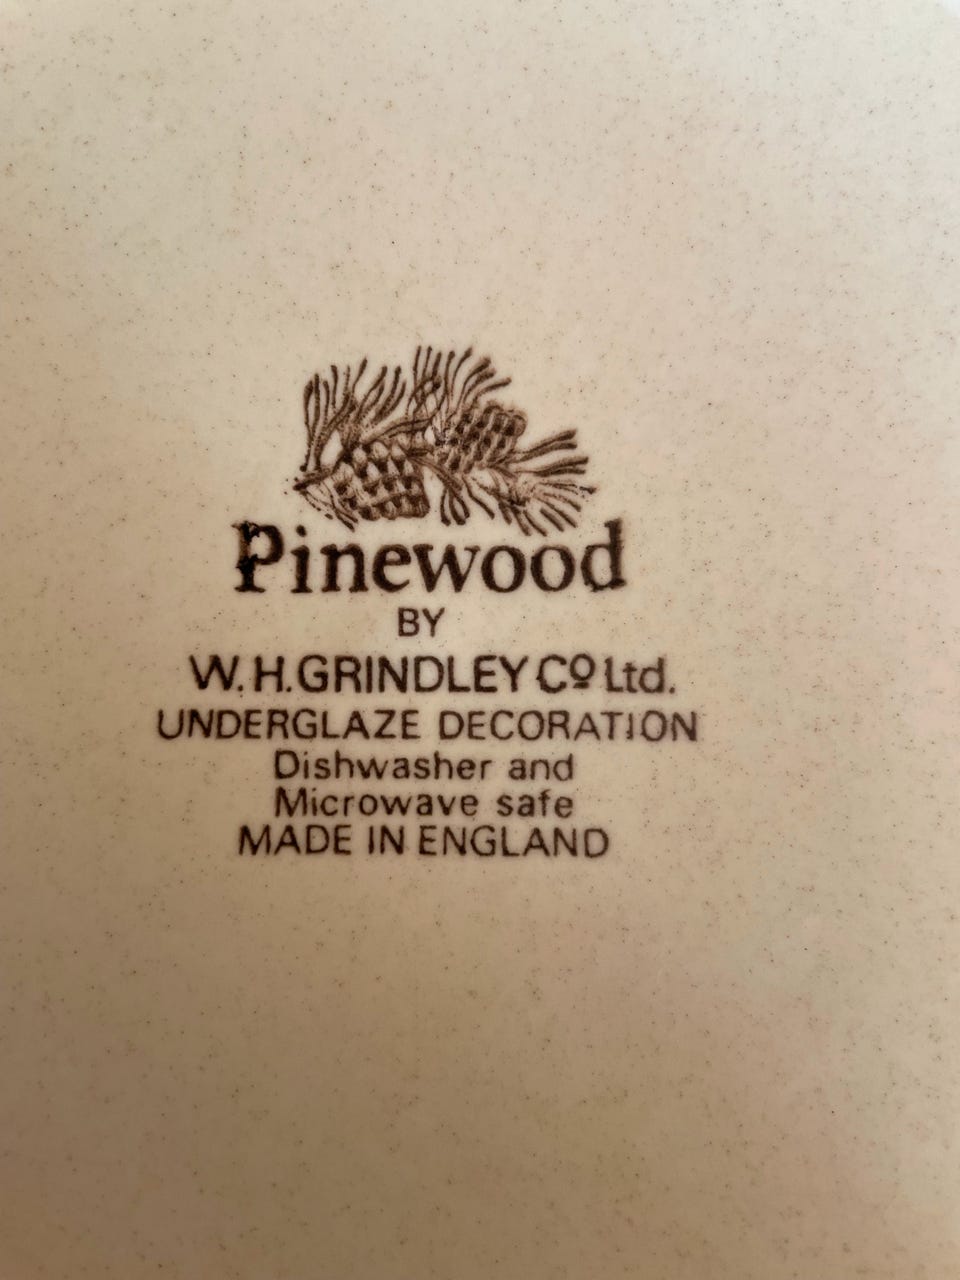 Pinewood
BY
W.H.GRINDLEY Cº Ltd.
UNDERGLAZE DECORATION
Dishwasher and
Microwave safe
MADE IN ENGLAND